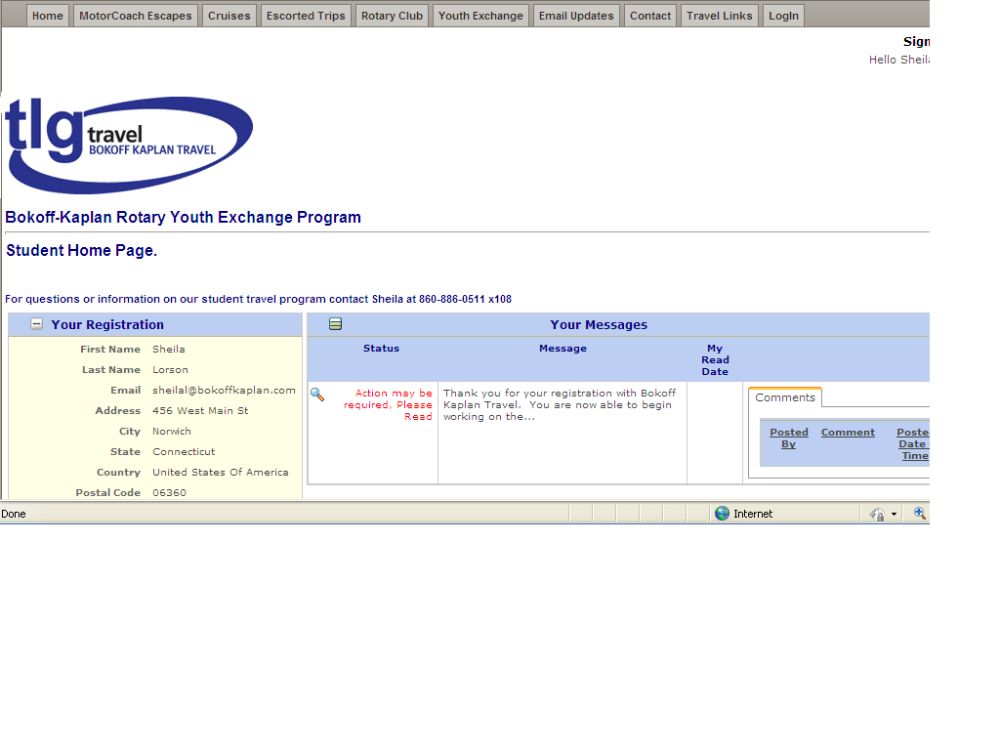 Home MotorCoach Escapes Cruises Escorted Trips Rotary Club Youth Exchange Email Updates Contact Travel Links LogIn
Sign
Hello Sheila
tlg travel
BOKOFF KAPLAN TRAVEL
Bokoff-Kaplan Rotary Youth Exchange Program
Student Home Page.
For questions or information on our student travel program contact Sheila at 860-886-0511 x108
Your Registration
First Name Sheila
Last Name Lorson
Email sheilal@bokoffkaplan.com
Address 456 West Main St
City Norwich
State Connecticut
Country United States Of America
Postal Code 06360
Your Messages
Status Message My
Read
Date
Action may be
required, Please
Read
Thank you for your registration with Bokoff
Kaplan Travel. You are now able to begin
working on the...
Comments
Posted
By
Comment
Posted
Date
Time
Done Internet